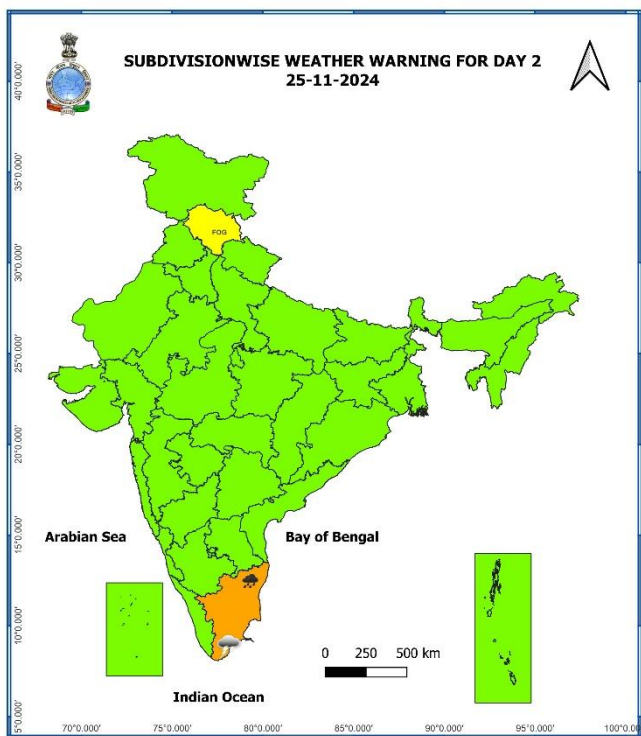 SUBDIVISIONWISE WEATHER WARNING FOR DAY 2
25-11-2024
40°0.000'
35°0.000'
FOG
30°0.000'
25°0.000'
20°0.000'
Arabian Sea
Bay of Bengal
15°0.000'
10°0.000'
0 250 500 km
Indian Ocean
5°0.000'
70°0.000' 75°0.000' 80°0.000' 85°0.000' 90°0.000' 95°0.000' 100°0.00